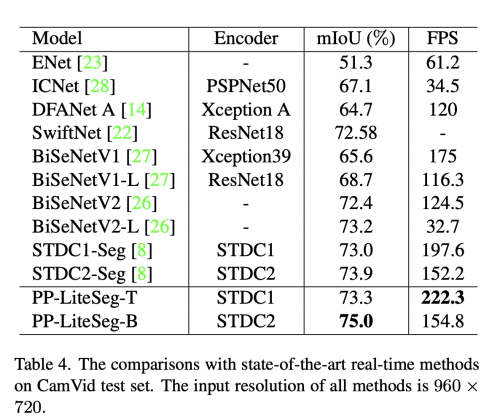 Model Encoder mIoU (%) FPS
ENet [23] - 51.3 61.2
ICNet [28] PSPNet50 67.1 34.5
DFANet A [14] Xception A 64.7 120
SwiftNet [22] ResNet18 72.58 -
BiSeNetV1 [27] Xception39 65.6 175
BiSeNetV1-L [27] ResNet18 68.7 116.3
BiSeNetV2 [26] - 72.4 124.5
BiSeNetV2-L [26] - 73.2 32.7
STDC1-Seg [8] STDC1 73.0 197.6
STDC2-Seg [8] STDC2 73.9 152.2
PP-LiteSeg-T STDC1 73.3 222.3
PP-LiteSeg-B STDC2 75.0 154.8
Table 4. The comparisons with state-of-the-art real-time methods
on CamVid test set. The input resolution of all methods is 960 ×
720.